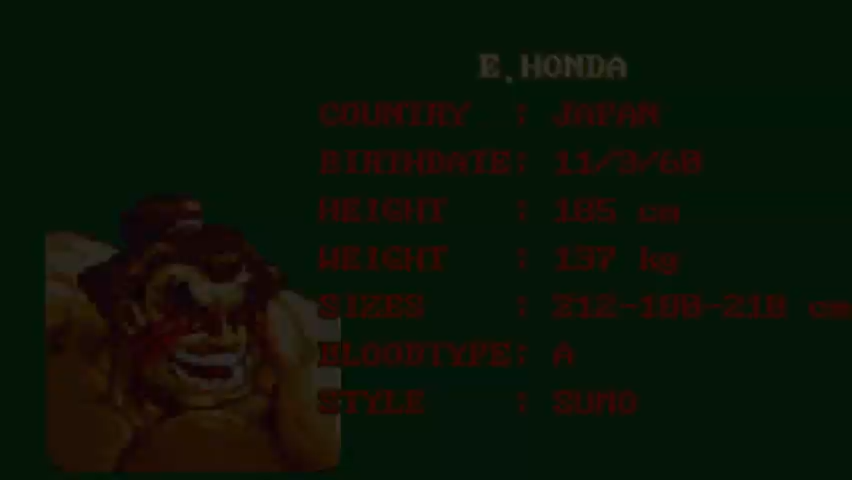 E.HONDA
COUNTRY : JAPAN
BIRTHDATE: 11/3/60
HEIGHT : 185 cm
WEIGHT : 137 kg
SIZES : 212-180-210 cm
BLOODTYPE: A
STYLE : SUMO